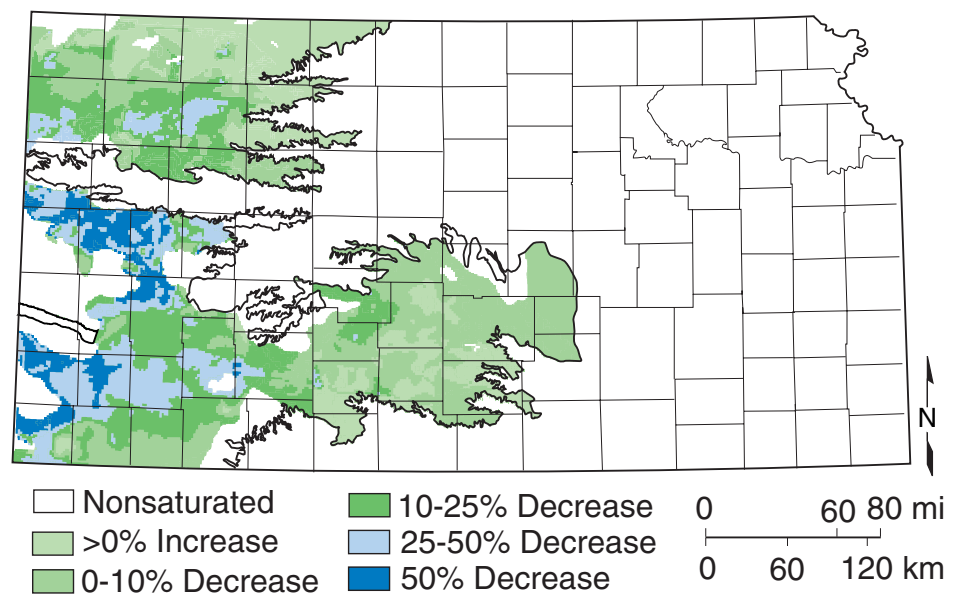 N
Nonsaturated
>0% Increase
0-10% Decrease
10-25% Decrease
25-50% Decrease
50% Decrease
0 60 80 mi
0 60 120 km